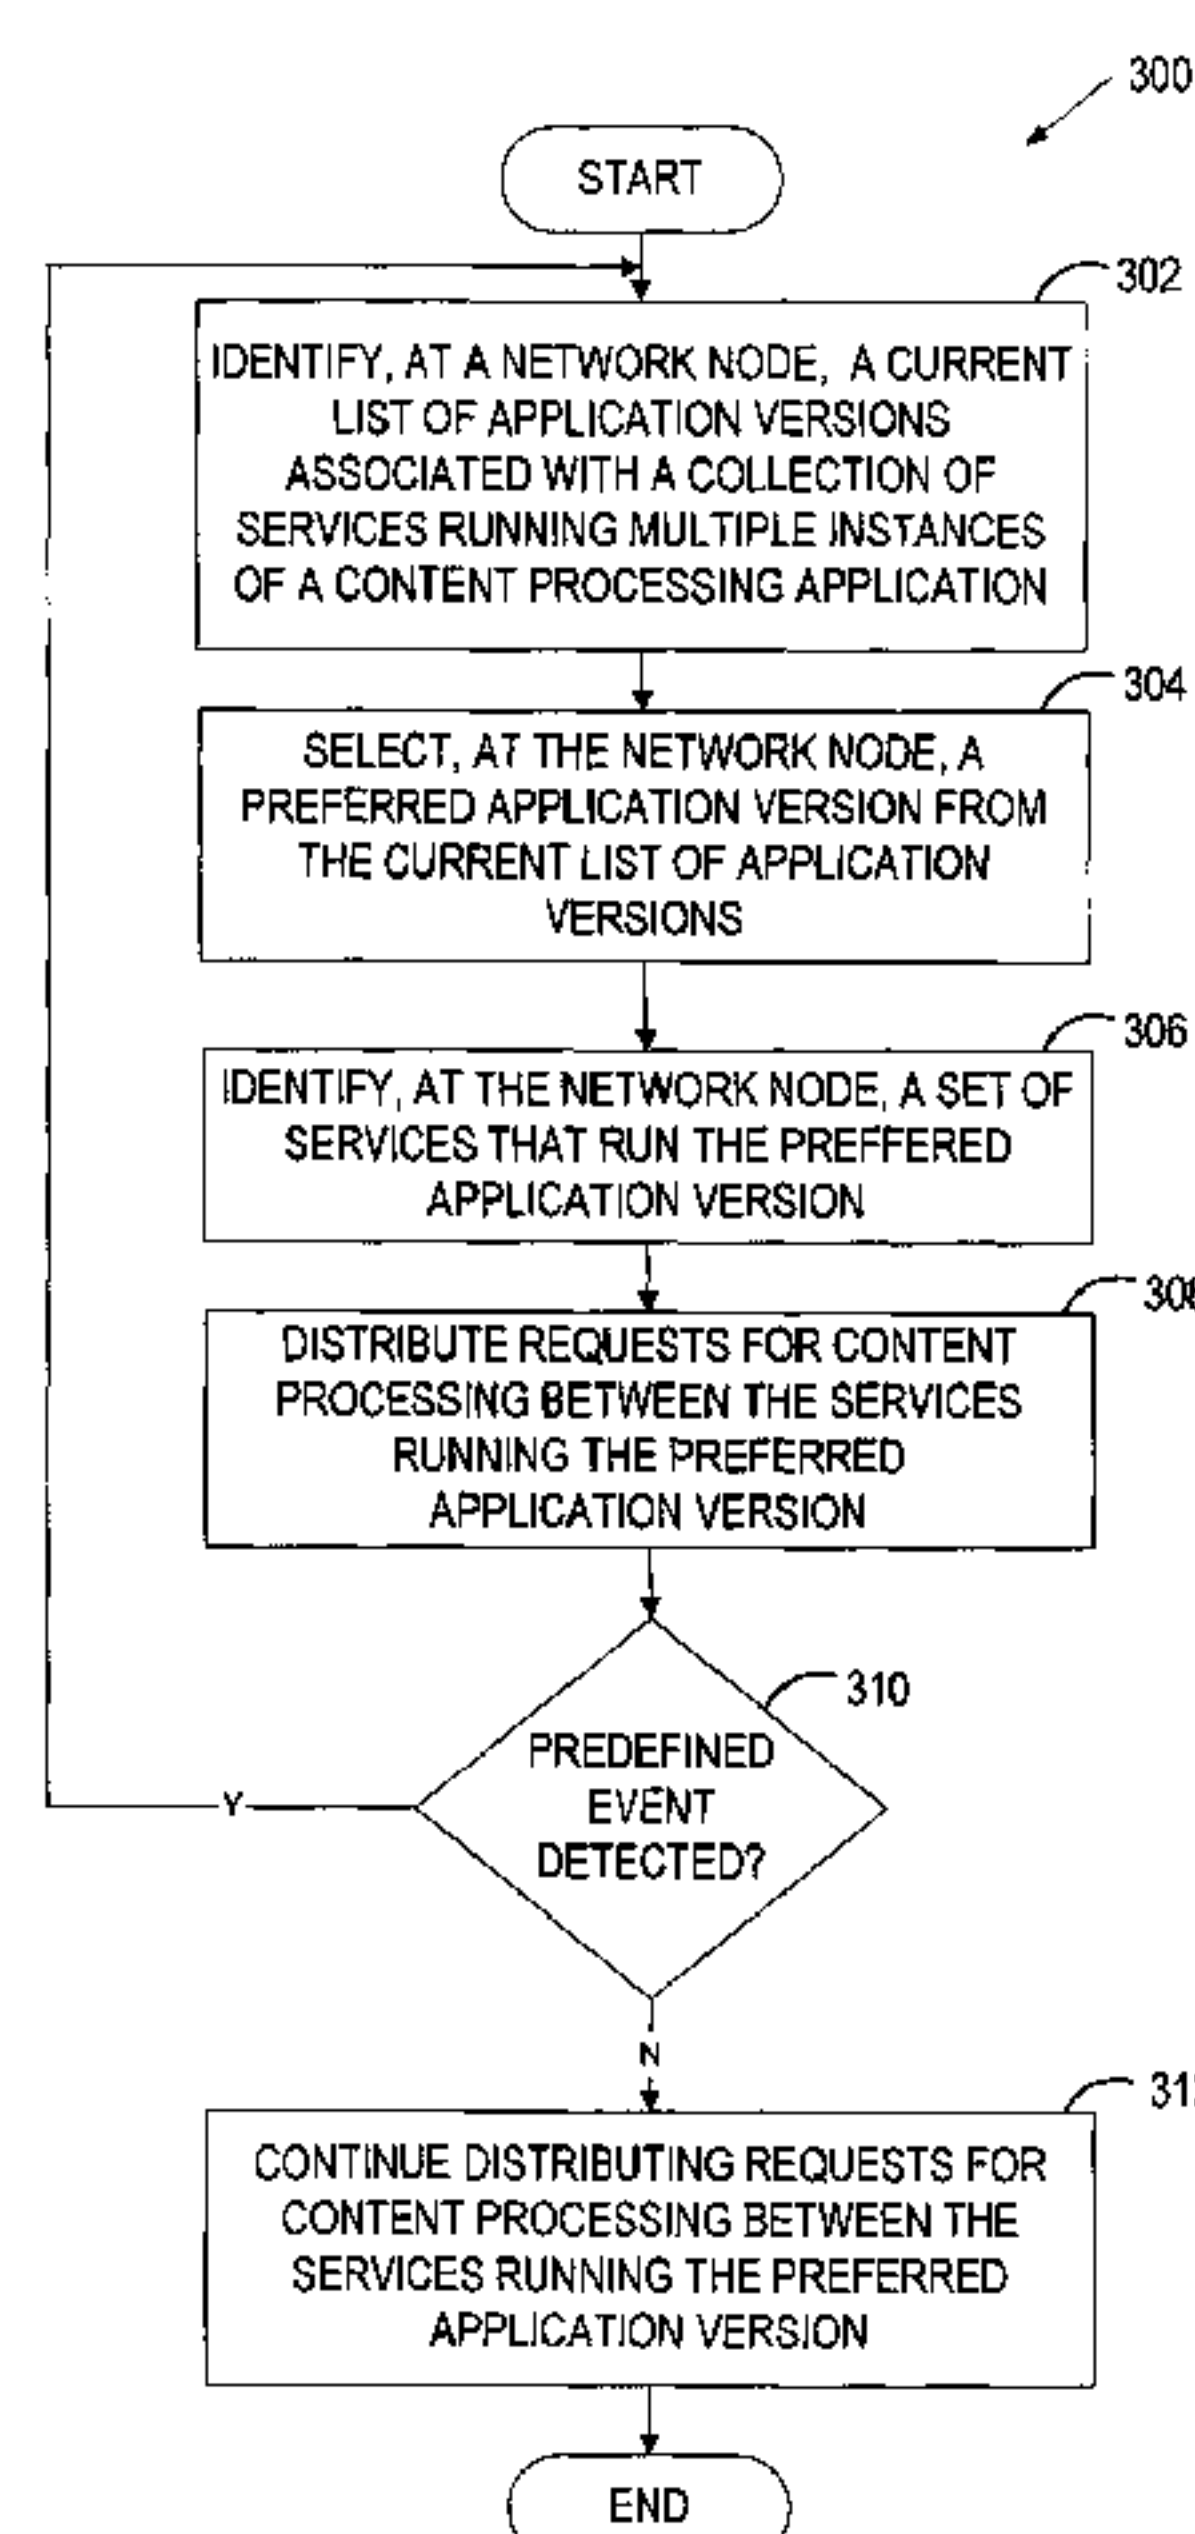 300
START
302
IDENTIFY, AT A NETWORK NODE, A CURRENT
LIST OF APPLICATION VERSIONS
ASSOCIATED WITH A COLLECTION OF
SERVICES RUNNING MULTIPLE INSTANCES
OF A CONTENT PROCESSING APPLICATION
304
SELECT, AT THE NETWORK NODE, A
PREFERRED APPLICATION VERSION FROM
THE CURRENT LIST OF APPLICATION
VERSIONS
306
IDENTIFY, AT THE NETWORK NODE, A SET OF
SERVICES THAT RUN THE PREFFERED
APPLICATION VERSION
308
DISTRIBUTE REQUESTS FOR CONTENT
PROCESSING BETWEEN THE SERVICES
RUNNING THE PREFERRED
APPLICATION VERSION
310
PREDEFINED
EVENT
DETECTED?
Y
N
312
CONTINUE DISTRIBUTING REQUESTS FOR
CONTENT PROCESSING BETWEEN THE
SERVICES RUNNING THE PREFERRED
APPLICATION VERSION
END